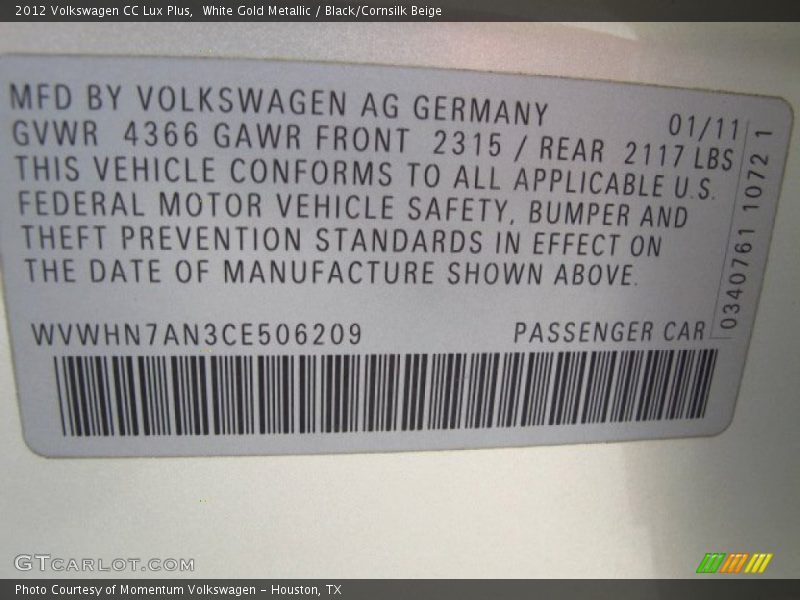 2012 Volkswagen CC Lux Plus,  White Gold Metallic / Black/Cornsilk Beige
MFD BY VOLKSWAGEN AG GERMANY
01/11
GVWR 4366 GAWR FRONT 2315 / REAR 2117 LBS
THIS VEHICLE CONFORMS TO ALL APPLICABLE U.S.
FEDERAL MOTOR VEHICLE SAFETY, BUMPER AND
THEFT PREVENTION STANDARDS IN EFFECT ON
THE DATE OF MANUFACTURE SHOWN ABOVE.
WVWHN7AN3CE506209
PASSENGER CAR
0340761 1072 1
GTCARLOT.COM
Photo Courtesy of Momentum Volkswagen - Houston, TX